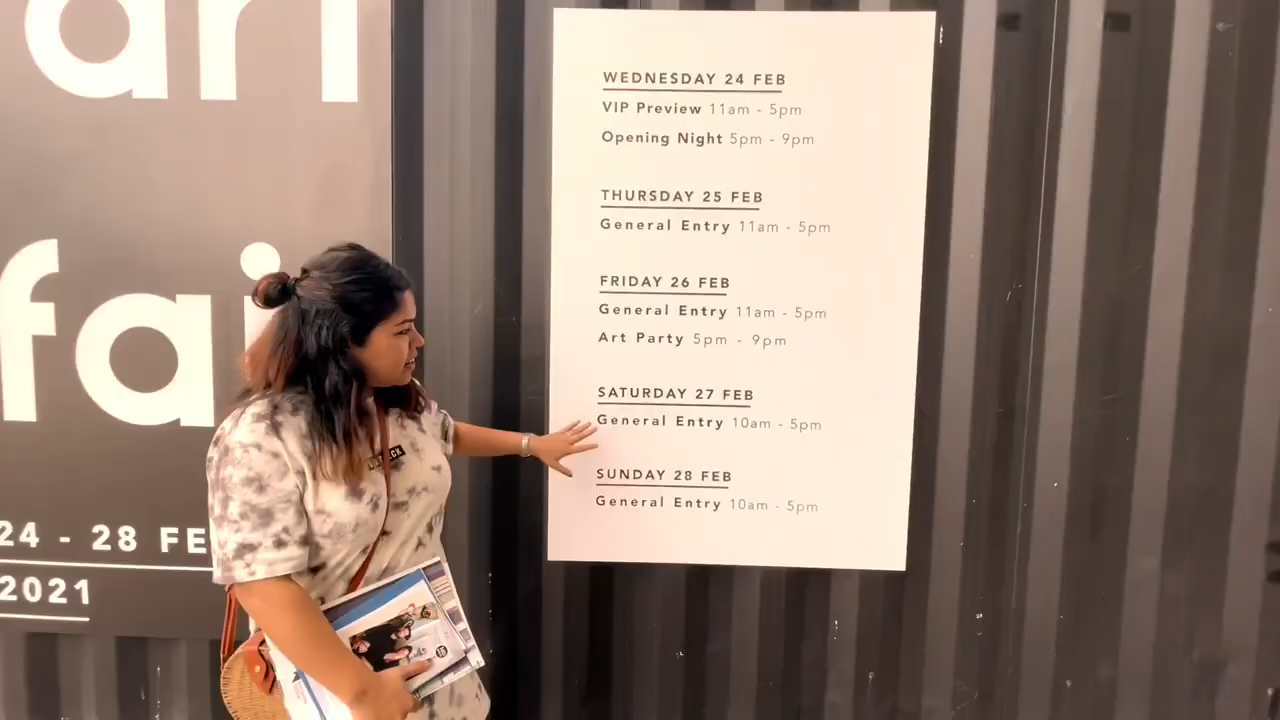 art
fai
24 - 28 FE
2021
WEDNESDAY 24 FEB
VIP Preview 11am - 5pm
Opening Night 5pm - 9pm
THURSDAY 25 FEB
General Entry 11am - 5pm
FRIDAY 26 FEB
General Entry 11am - 5pm
Art Party 5pm - 9pm
SATURDAY 27 FEB
General Entry 10am - 5pm
SUNDAY 28 FEB
General Entry 10am - 5pm